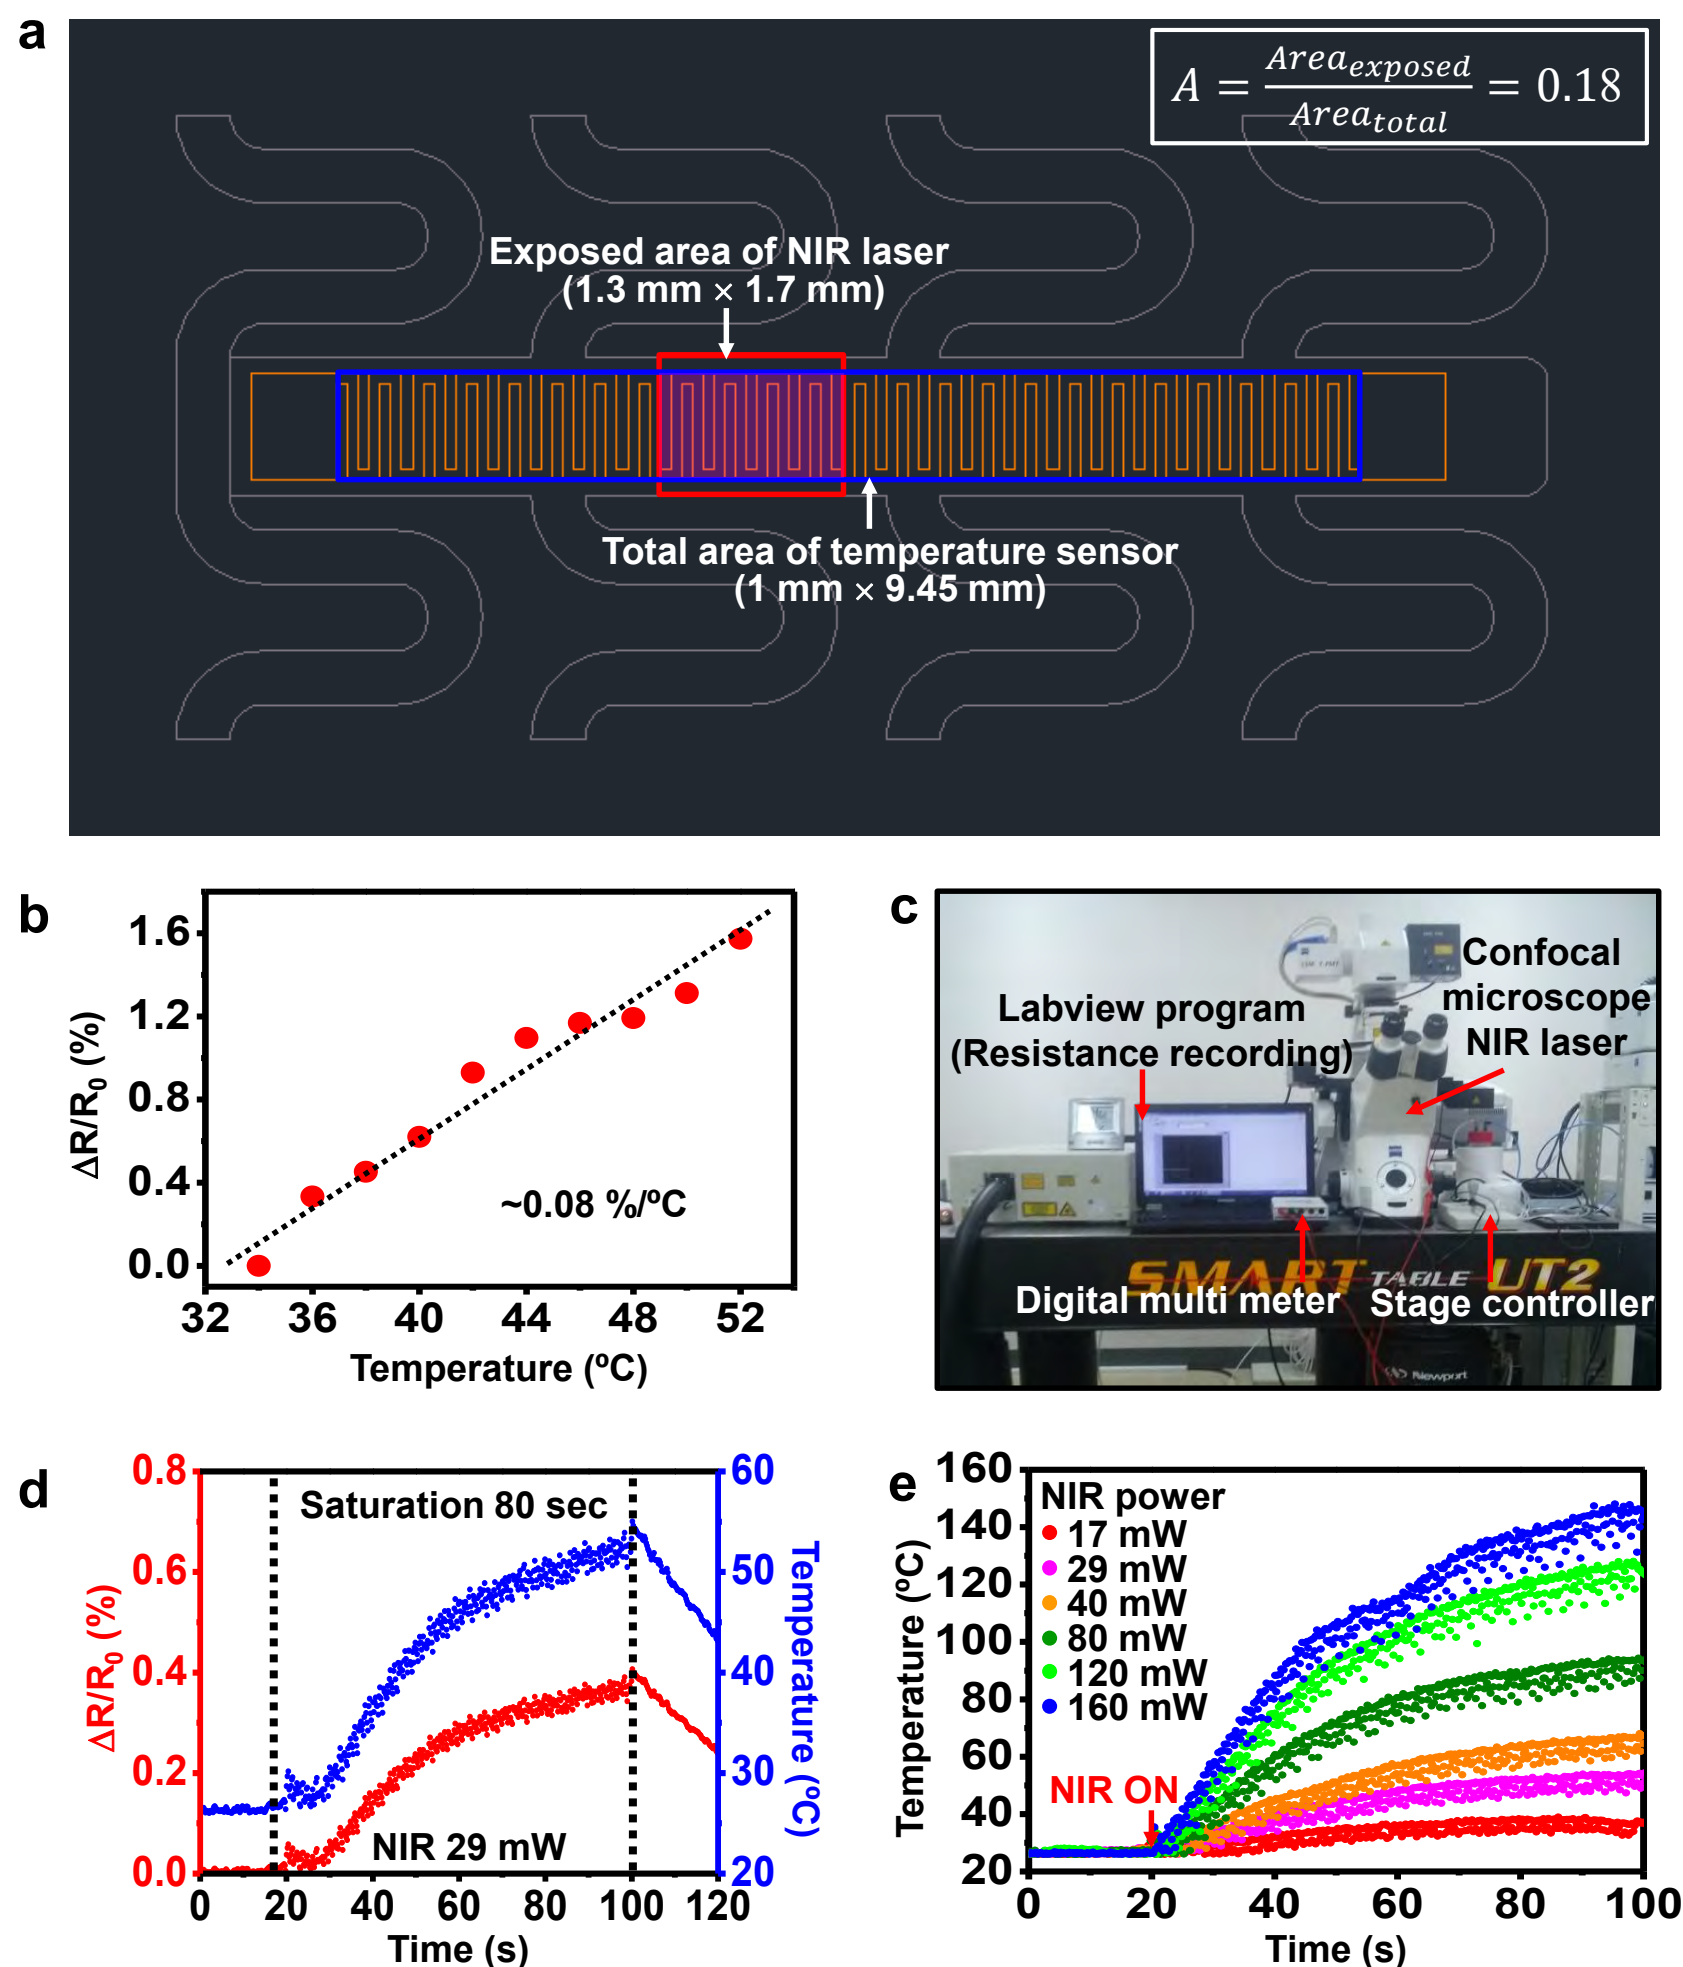 a
A = Area_exposed / Area_total = 0.18
Exposed area of NIR laser
(1.3 mm × 1.7 mm)
Total area of temperature sensor
(1 mm × 9.45 mm)
b
1.6
1.2
0.8
0.4
0.0
ΔR/R0 (%)
~0.08 %/ºC
32 36 40 44 48 52
Temperature (ºC)
c
Confocal
microscope
NIR laser
Labview program
(Resistance recording)
SMART TABLE UT2
Digital multi meter
Stage controller
Newport
d
0.8
0.6
0.4
0.2
0.0
ΔR/R0 (%)
Saturation 80 sec
NIR 29 mW
60
50
40
30
20
Temperature (ºC)
0 20 40 60 80 100 120
Time (s)
e
160
140
120
100
80
60
40
20
Temperature (ºC)
NIR power
17 mW
29 mW
40 mW
80 mW
120 mW
160 mW
NIR ON
0 20 40 60 80 100
Time (s)